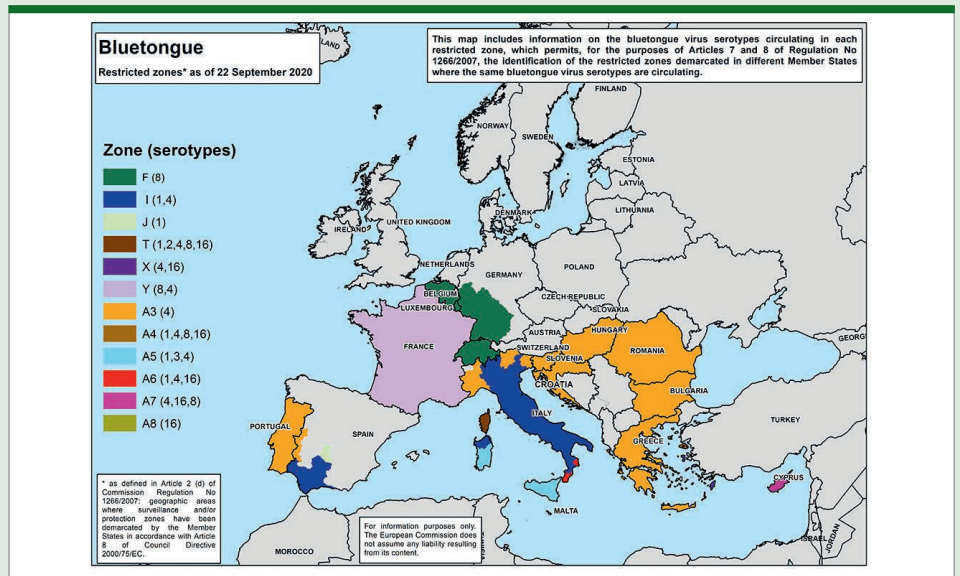 Bluetongue
Restricted zones* as of 22 September 2020
This map includes information on the bluetongue virus serotypes circulating in each
restricted zone, which permits, for the purposes of Articles 7 and 8 of Regulation No
1266/2007, the identification of the restricted zones demarcated in different Member States
where the same bluetongue virus serotypes are circulating.
Zone (serotypes)
F (8)
I (1,4)
J (1)
T (1,2,4,8,16)
X (4,16)
Y (8,4)
A3 (4)
A4 (1,4,8,16)
A5 (1,3,4)
A6 (1,4,16)
A7 (4,16,8)
A8 (16)
LAND
FINLAND
NORWAY
SWEDEN
ESTONIA
LATVIA
LITHUANIA
DENMARK
UNITED KINGDOM
IRELAND
NETHERLANDS
GERMANY
POLAND
BELGIUM
LUXEMBOURG
CZECH REPUBLIC
SLOVAKIA
AUSTRIA
HUNGARY
FRANCE
SWITZERLAND
SLOVENIA
ROMANIA
GEORG
CROATIA
BULGARIA
ITALY
PORTUGAL
SPAIN
GREECE
TURKEY
CYPRUS
MALTA
ISRAEL
JORDAN
MOROCCO
* as defined in Article 2 (d) of
Commission Regulation No
1266/2007: geographic areas
where surveillance and/or
protection zones have been
demarcated by the Member
States in accordance with Article
8 of Council Directive
2000/75/EC.
For information purposes only.
The European Commission does
not assume any liability resulting
from its content.